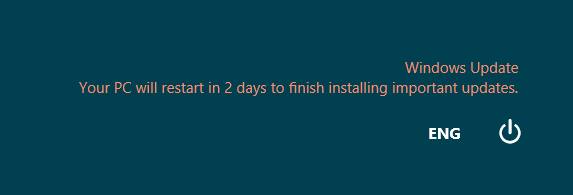 Windows Update
Your PC will restart in 2 days to finish installing important updates.
ENG